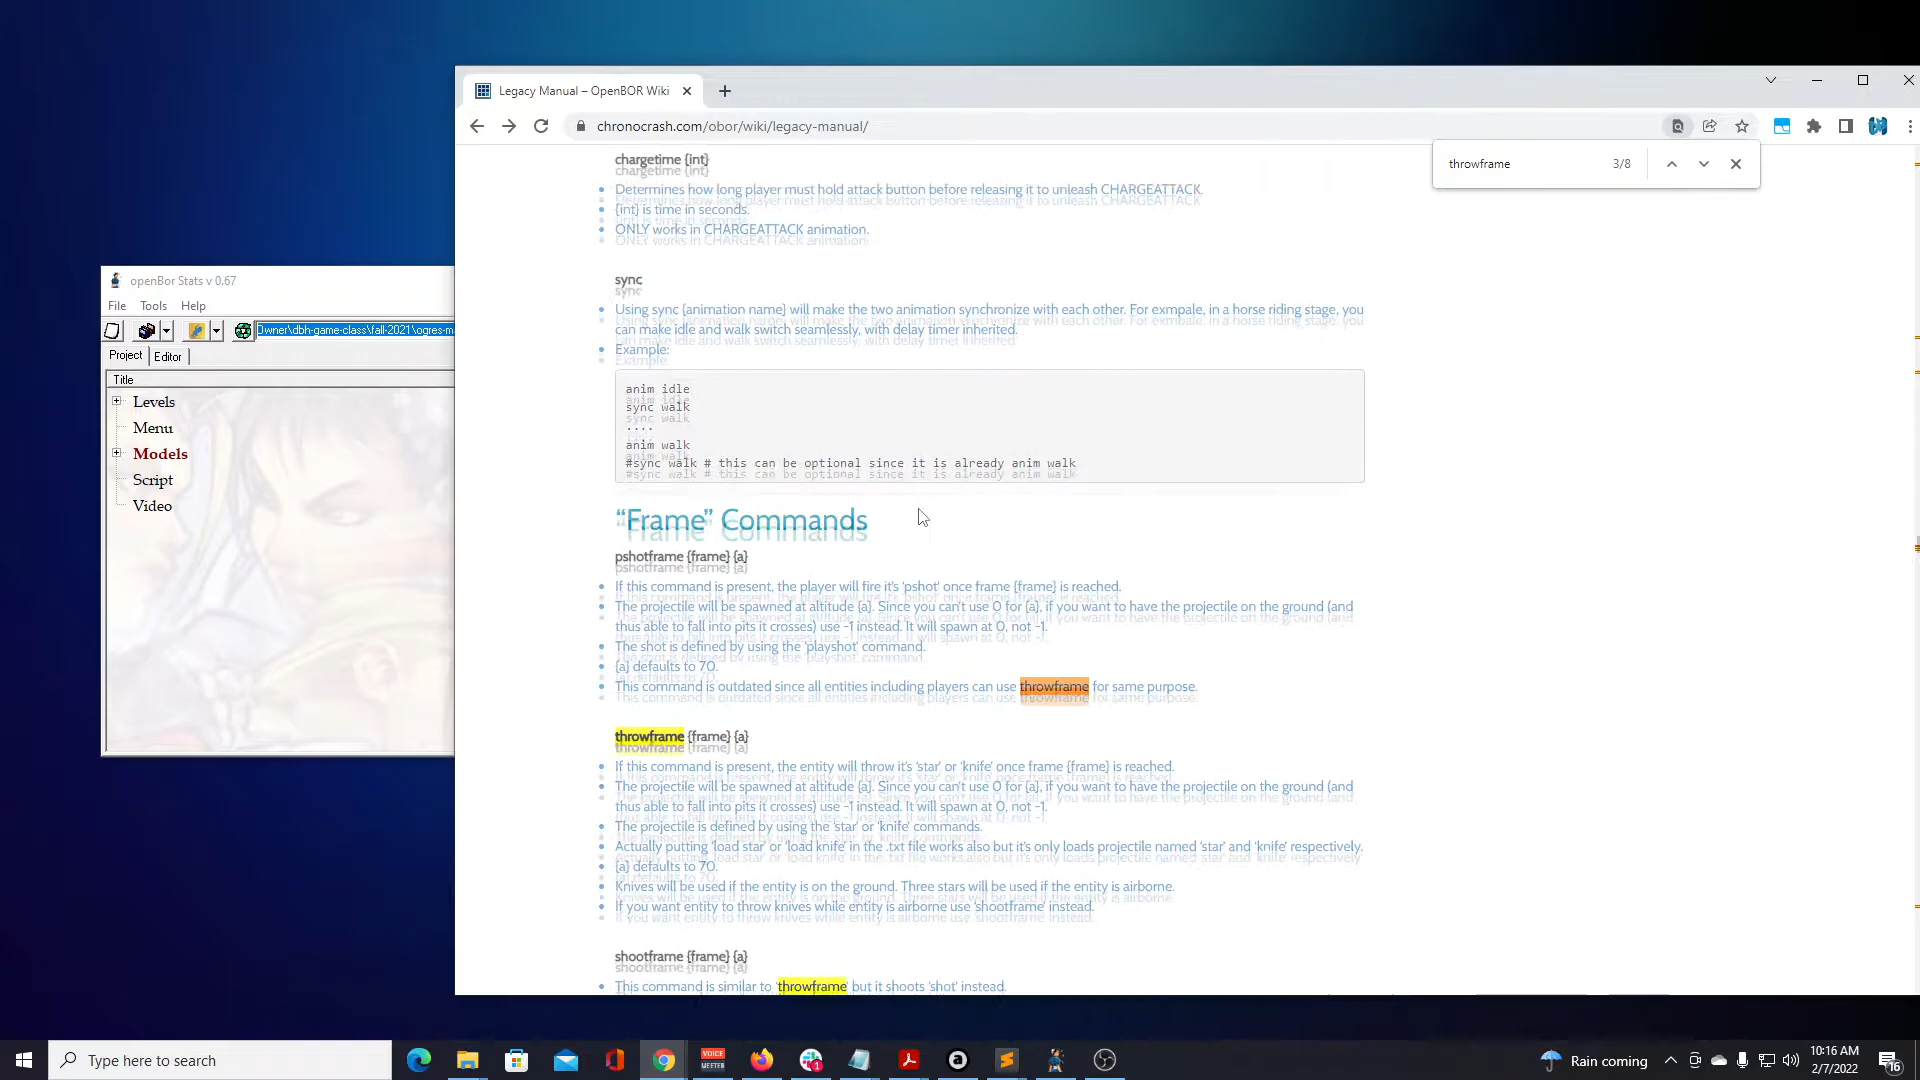 Legacy Manual – OpenBOR Wiki
chronocrash.com/obor/wiki/legacy-manual/
throwframe 3/8
chargetime {int}
Determines how long player must hold attack button before releasing it to unleash CHARGEATTACK.
{int} is time in seconds.
ONLY works in CHARGEATTACK animation.
sync
Using sync {animation name} will make the two animation synchronize with each other. For exmpale, in a horse riding stage, you
can make idle and walk switch seamlessly, with delay timer inherited.
Example:
anim idle
sync walk
....
anim walk
#sync walk # this can be optional since it is already anim walk
“Frame” Commands
pshotframe {frame} {a}
If this command is present, the player will fire it’s ‘pshot’ once frame {frame} is reached.
The projectile will be spawned at altitude {a}. Since you can’t use 0 for {a}, if you want to have the projectile on the ground (and
thus able to fall into pits it crosses) use -1 instead. It will spawn at 0, not -1.
The shot is defined by using the ‘playshot’ command.
{a} defaults to 70.
This command is outdated since all entities including players can use throwframe for same purpose.
throwframe {frame} {a}
If this command is present, the entity will throw it’s ‘star’ or ‘knife’ once frame {frame} is reached.
The projectile will be spawned at altitude {a}. Since you can’t use 0 for {a}, if you want to have the projectile on the ground (and
thus able to fall into pits it crosses) use -1 instead. It will spawn at 0, not -1.
The projectile is defined by using the ‘star’ or ‘knife’ commands.
Actually putting ‘load star’ or ‘load knife’ in the .txt file works also but it’s only loads projectile named ‘star’ and ‘knife’ respectively.
{a} defaults to 70.
Knives will be used if the entity is on the ground. Three stars will be used if the entity is airborne.
If you want entity to throw knives while entity is airborne use ‘shootframe’ instead.
shootframe {frame} {a}
This command is similar to ‘throwframe’ but it shoots ‘shot’ instead.
openBor Stats v 0.67
File Tools Help
Owner\dbh-game-class\fall-2021\ogres-m
Project Editor
Title
Levels
Menu
Models
Script
Video
Type here to search
VOICE
MEETER
1
Rain coming
10:16 AM
2/7/2022
16